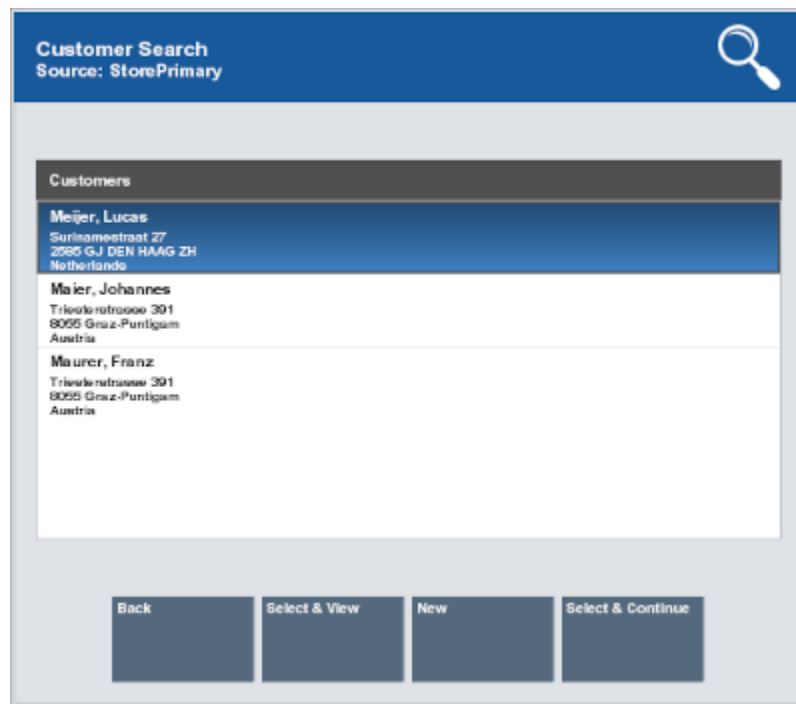 Customer Search
Source: StorePrimary
Customers
Meijer, Lucas
Surinamestraat 27
2585 GJ DEN HAAG ZH
Netherlands
Maier, Johannes
Triesterstrasse 391
8055 Graz-Puntigam
Austria
Maurer, Franz
Triesterstrasse 391
8055 Graz-Puntigam
Austria
Back
Select & View
New
Select & Continue